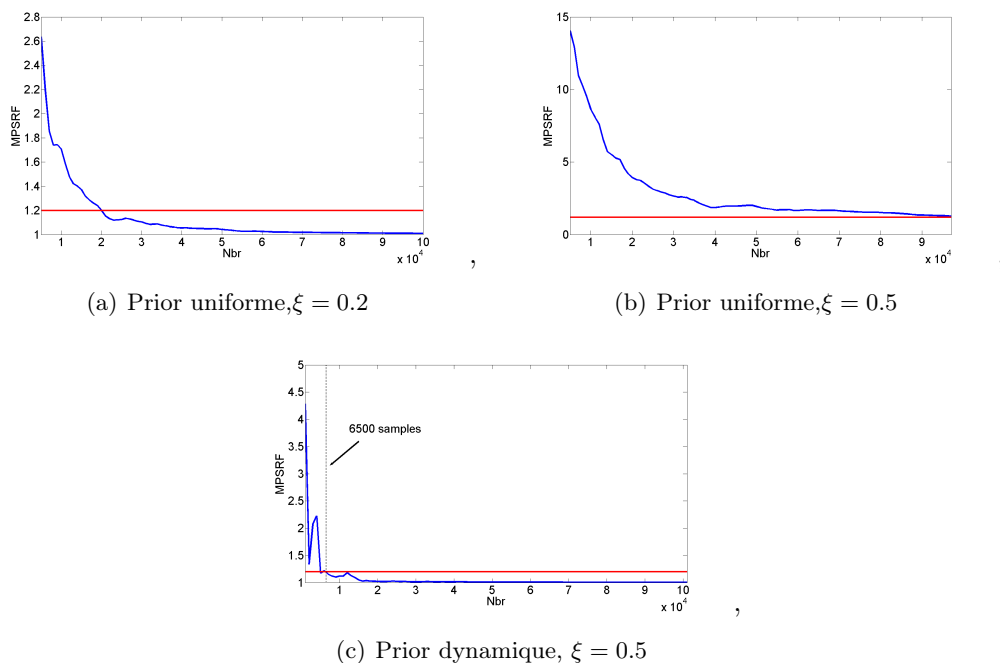 2.8
2.6
2.4
2.2
2
1.8
1.6
1.4
1.2
1
MPSRF
1 2 3 4 5 6 7 8 9 10
Nbr
x 10^4
,
(a) Prior uniforme,ξ = 0.2
15
10
5
0
MPSRF
1 2 3 4 5 6 7 8 9
Nbr
x 10^4
(b) Prior uniforme,ξ = 0.5
5
4.5
4
3.5
3
2.5
2
1.5
1
MPSRF
6500 samples
1 2 3 4 5 6 7 8 9 10
Nbr
x 10^4
,
(c) Prior dynamique, ξ = 0.5